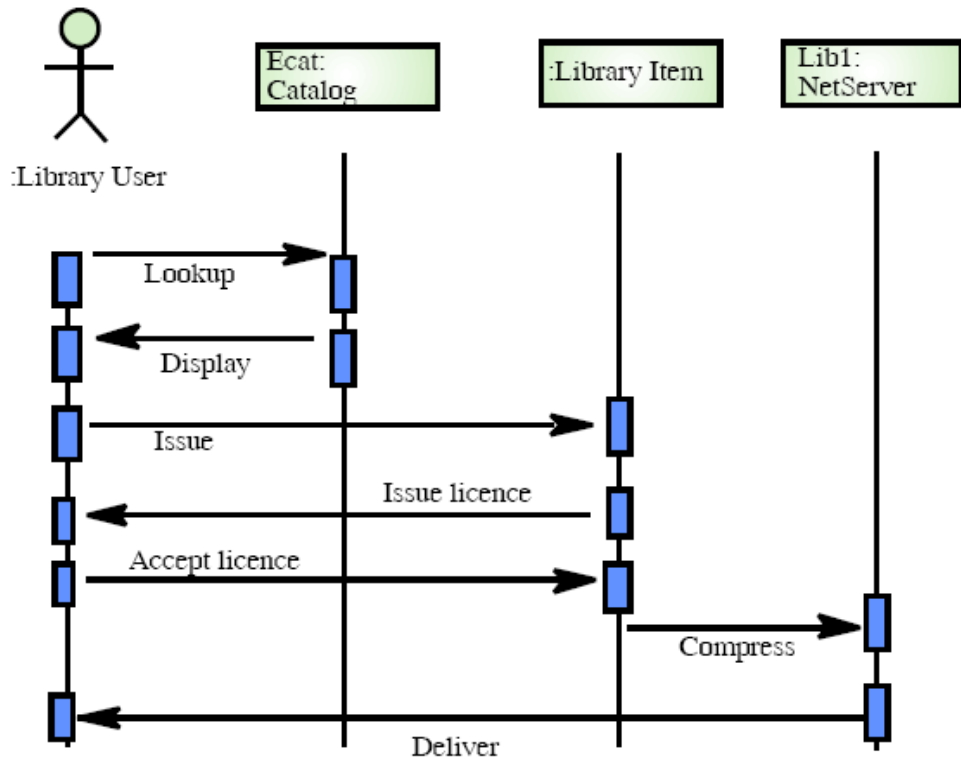 Ecat:
Catalog
:Library Item
Lib1:
NetServer
:Library User
Lookup
Display
Issue
Issue licence
Accept licence
Compress
Deliver